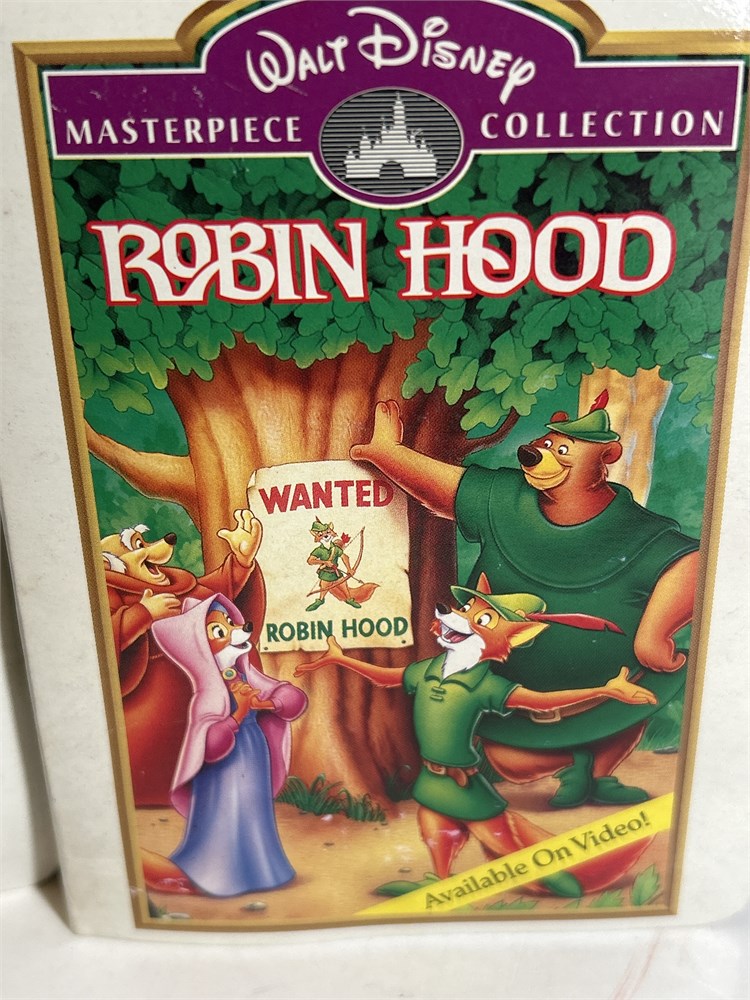 WALT DISNEY
MASTERPIECE COLLECTION
ROBIN HOOD
WANTED
ROBIN HOOD
Available On Video!